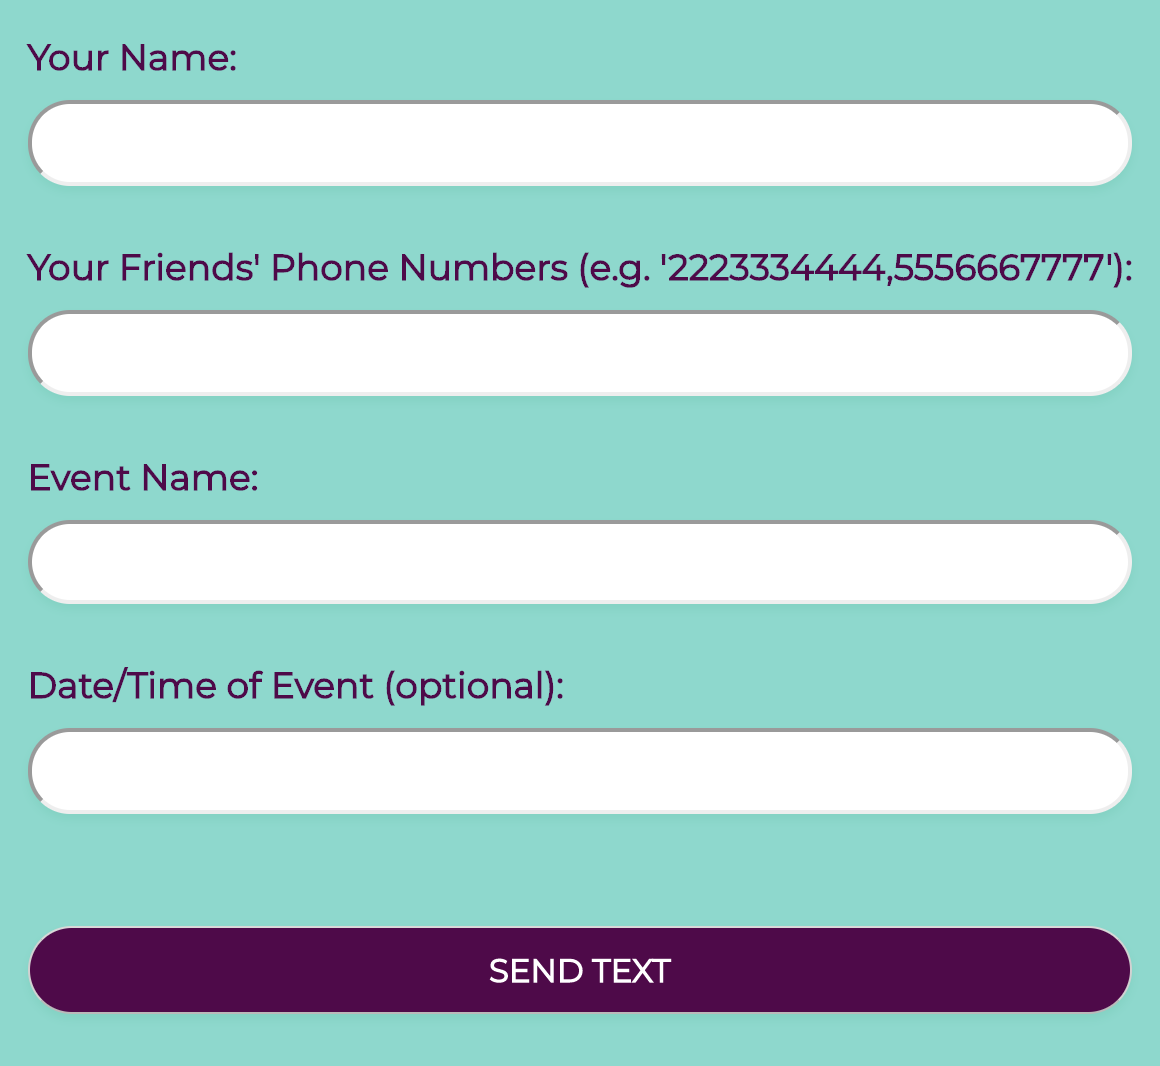 Your Name:
Your Friends' Phone Numbers (e.g. '2223334444,5556667777'):
Event Name:
Date/Time of Event (optional):
SEND TEXT